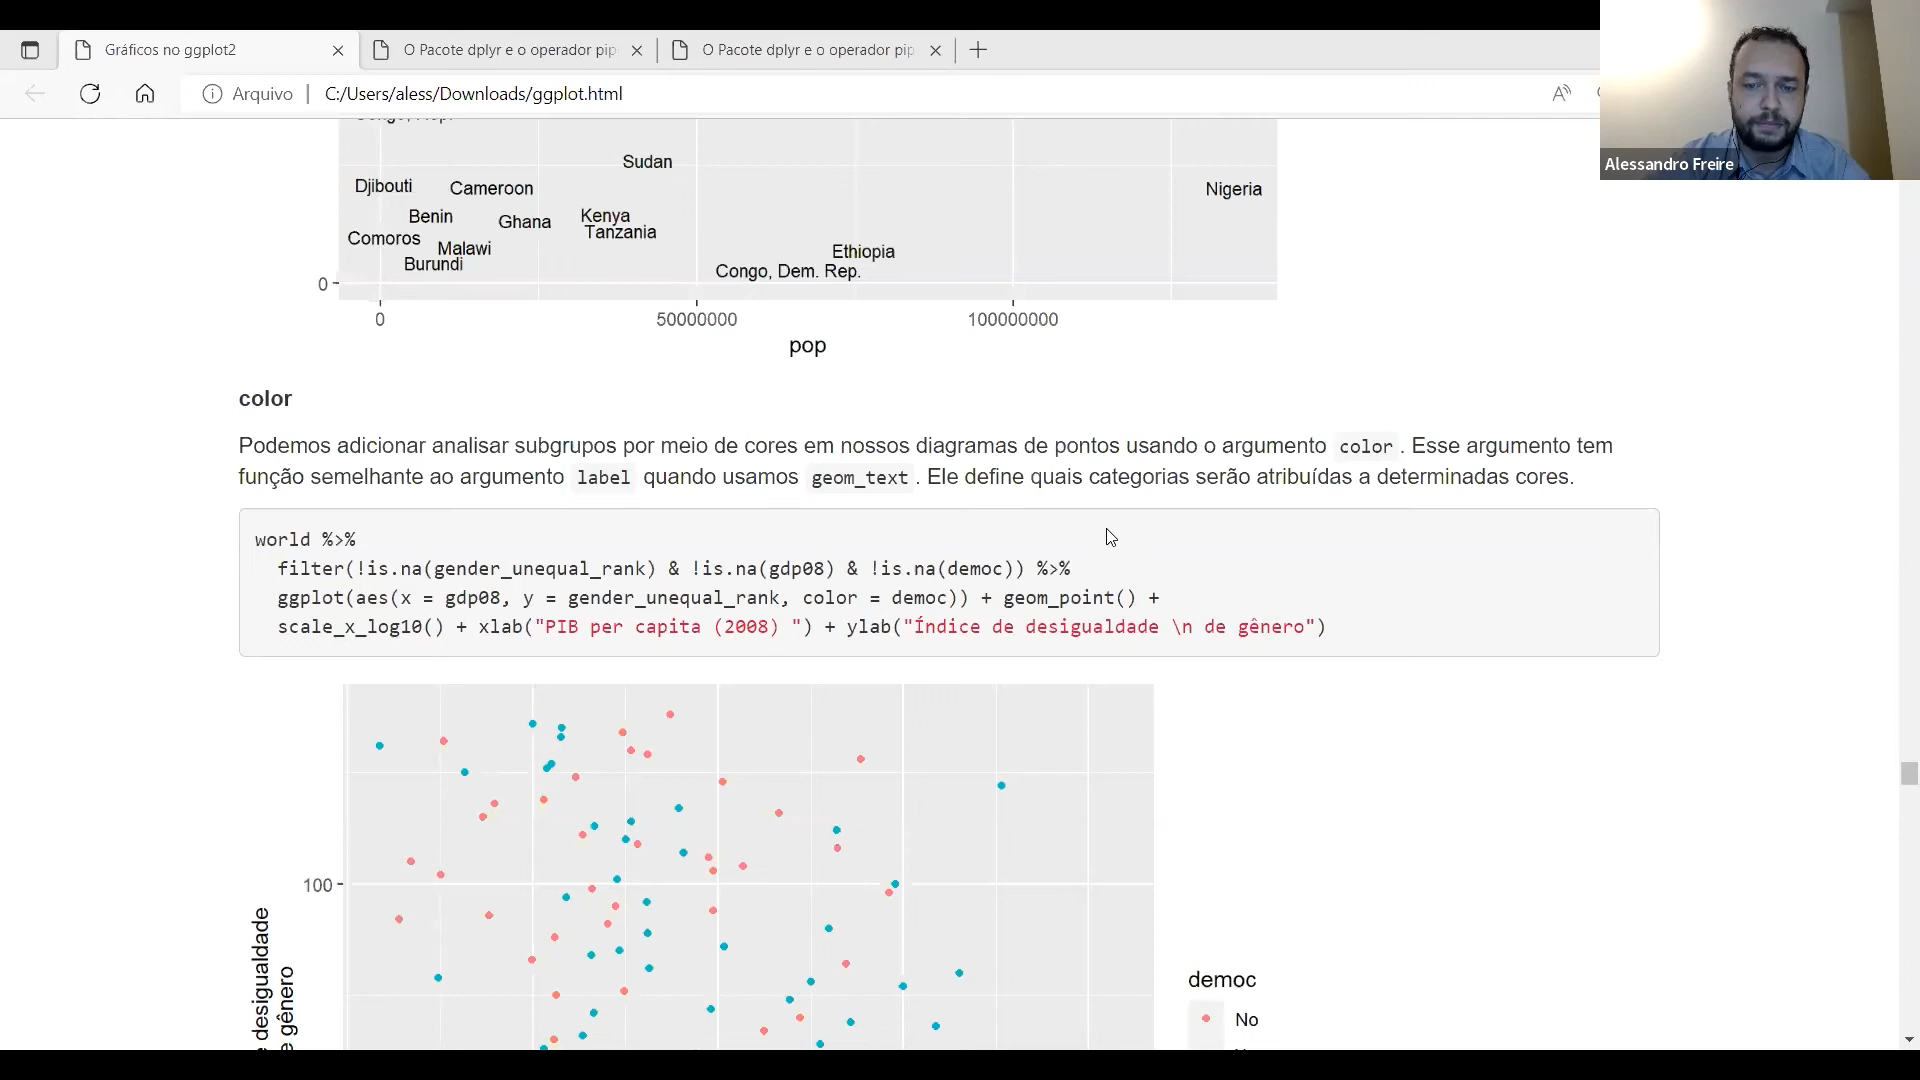 Gráficos no ggplot2
O Pacote dplyr e o operador pip
O Pacote dplyr e o operador pip
Arquivo
C:/Users/aless/Downloads/ggplot.html
Alessandro Freire
Sudan
Djibouti
Cameroon
Nigeria
Benin
Ghana
Kenya
Tanzania
Comoros
Malawi
Ethiopia
Burundi
Congo, Dem. Rep.
0
0
50000000
100000000
pop
color
Podemos adicionar analisar subgrupos por meio de cores em nossos diagramas de pontos usando o argumento color. Esse argumento tem
função semelhante ao argumento label quando usamos geom_text. Ele define quais categorias serão atribuídas a determinadas cores.
world %>%
filter(!is.na(gender_unequal_rank) & !is.na(gdp08) & !is.na(democ)) %>%
ggplot(aes(x = gdp08, y = gender_unequal_rank, color = democ)) + geom_point() +
scale_x_log10() + xlab("PIB per capita (2008) ") + ylab("Índice de desigualdade \n de gênero")
100
desigualdade
gênero
democ
No